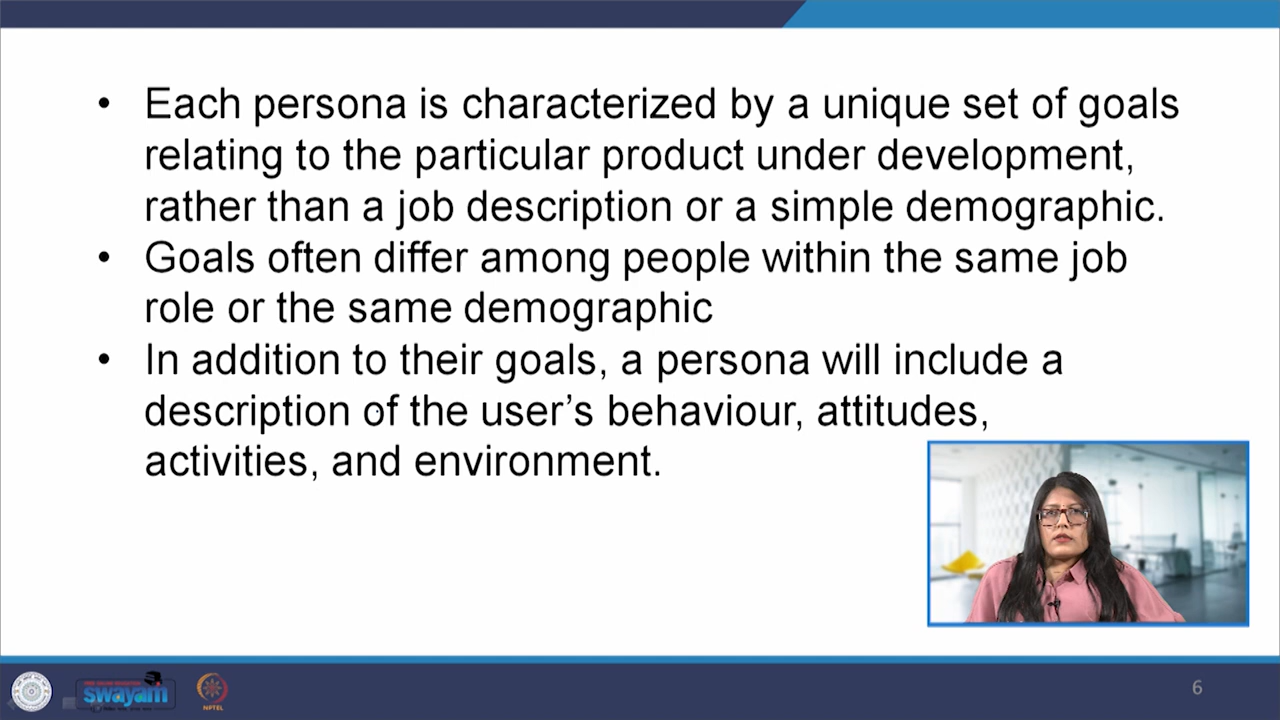 • Each persona is characterized by a unique set of goals
relating to the particular product under development,
rather than a job description or a simple demographic.
• Goals often differ among people within the same job
role or the same demographic
• In addition to their goals, a persona will include a
description of the user’s behaviour, attitudes,
activities, and environment.
swayam
NPTEL
6